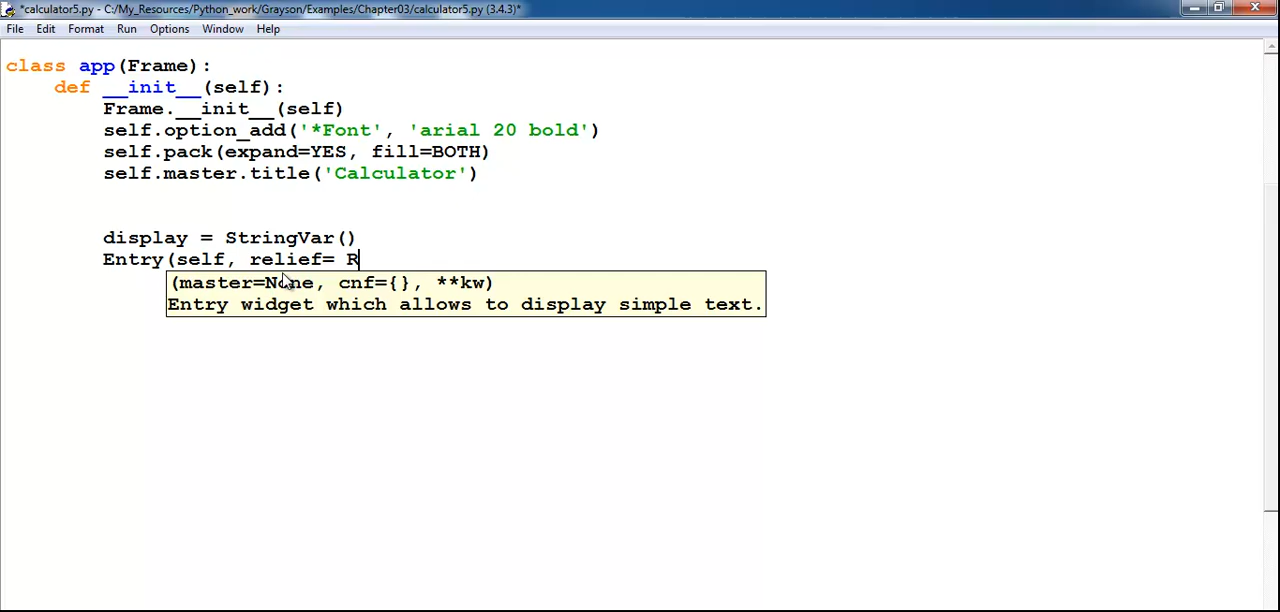 *calculator5.py - C:/My_Resources/Python_work/Grayson/Examples/Chapter03/calculator5.py (3.4.3)*
File Edit Format Run Options Window Help
class app(Frame):
    def __init__(self):
        Frame.__init__(self)
        self.option_add('*Font', 'arial 20 bold')
        self.pack(expand=YES, fill=BOTH)
        self.master.title('Calculator')
        display = StringVar()
        Entry(self, relief= R
(master=None, cnf={}, **kw)
Entry widget which allows to display simple text.